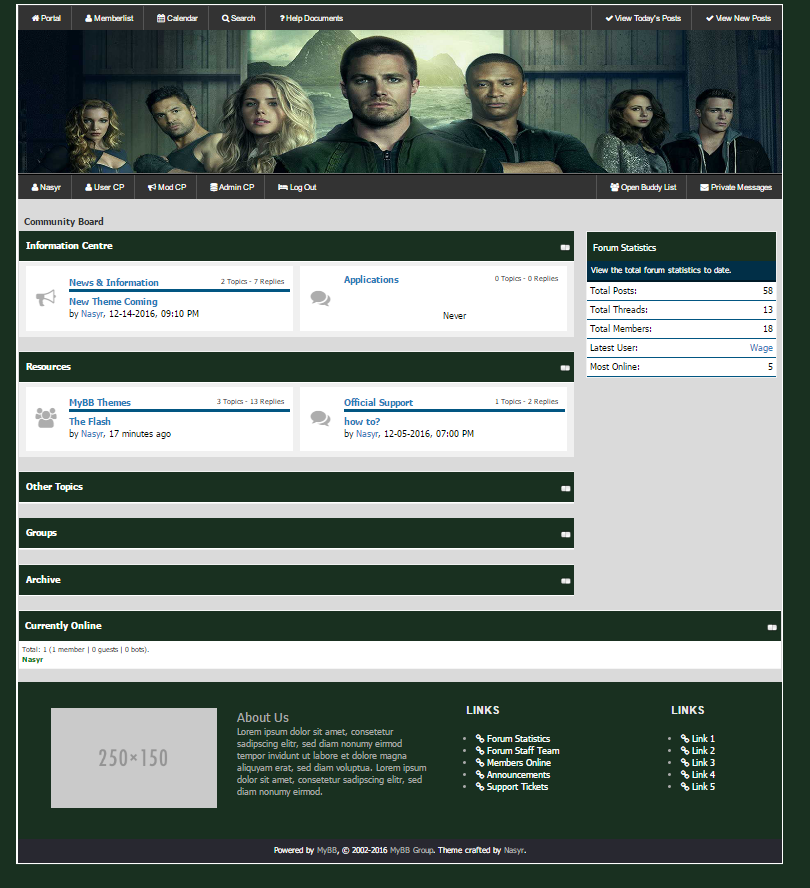 Portal Memberlist Calendar Search ? Help Documents View Today's Posts View New Posts
Nasyr User CP Mod CP Admin CP Log Out Open Buddy List Private Messages
Community Board
Information Centre
News & Information 2 Topics - 7 Replies
New Theme Coming
by Nasyr, 12-14-2016, 09:10 PM
Applications 0 Topics - 0 Replies
Never
Resources
MyBB Themes 3 Topics - 13 Replies
The Flash
by Nasyr, 17 minutes ago
Official Support 1 Topics - 2 Replies
how to?
by Nasyr, 12-05-2016, 07:00 PM
Other Topics
Groups
Archive
Forum Statistics
View the total forum statistics to date.
Total Posts: 58
Total Threads: 13
Total Members: 18
Latest User: Wage
Most Online: 5
Currently Online
Total: 1 (1 member | 0 guests | 0 bots).
Nasyr
250×150
About Us
Lorem ipsum dolor sit amet, consetetur
sadipscing elitr, sed diam nonumy eirmod
tempor invidunt ut labore et dolore magna
aliquyam erat, sed diam voluptua. Lorem ipsum
dolor sit amet, consetetur sadipscing elitr, sed
diam nonumy eirmod.
LINKS
Forum Statistics
Forum Staff Team
Members Online
Announcements
Support Tickets
LINKS
Link 1
Link 2
Link 3
Link 4
Link 5
Powered by MyBB, © 2002-2016 MyBB Group. Theme crafted by Nasyr.